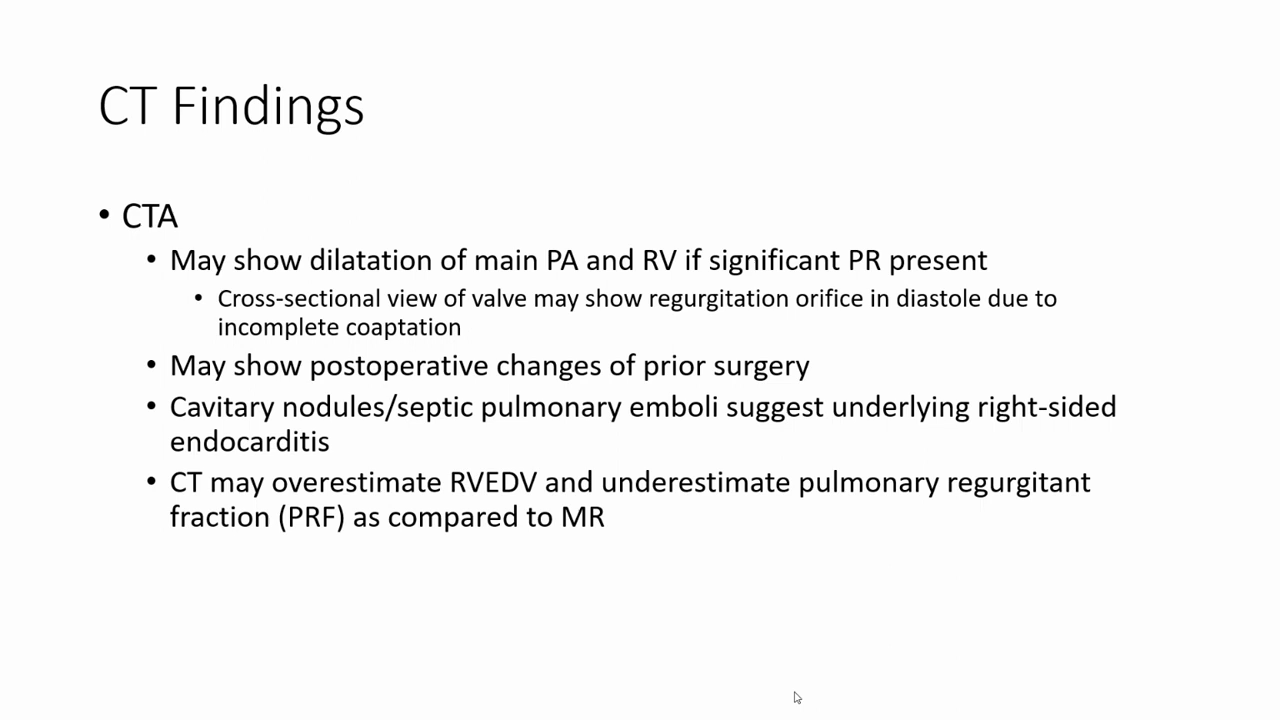 CT Findings
• CTA
• May show dilatation of main PA and RV if significant PR present
• Cross-sectional view of valve may show regurgitation orifice in diastole due to
incomplete coaptation
• May show postoperative changes of prior surgery
• Cavitary nodules/septic pulmonary emboli suggest underlying right-sided
endocarditis
• CT may overestimate RVEDV and underestimate pulmonary regurgitant
fraction (PRF) as compared to MR